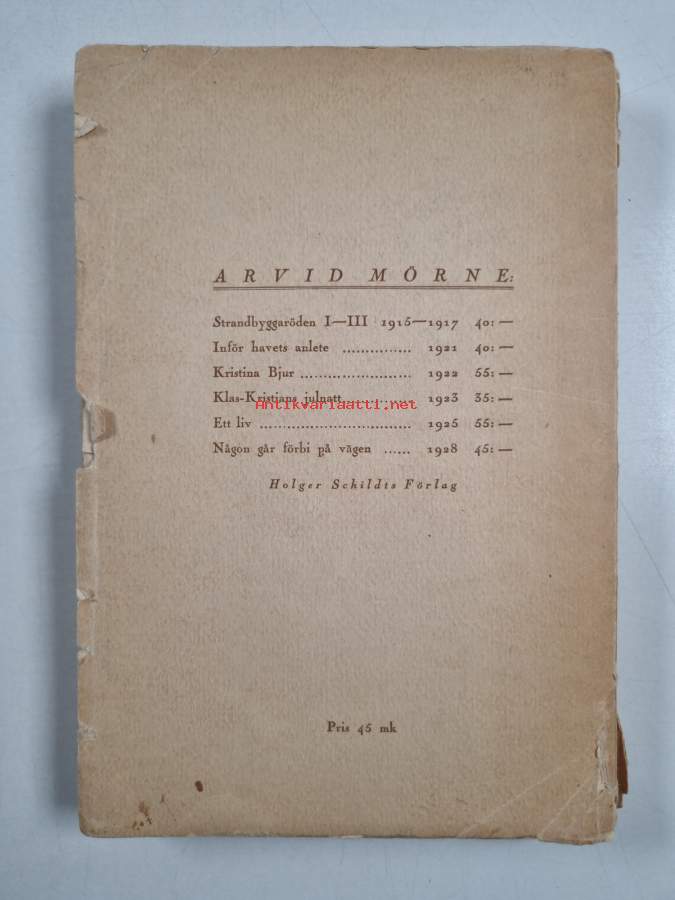 ARVID MÖRNE:
Strandbyggaröden I—III 1915—1917 40:—
Inför havets anlete ............... 1921 40:—
Kristina Bjur ........................ 1922 55:—
Klas-Kristians julnatt ............ 1923 35:—
Antikvariaatti.net
Ett liv ................................. 1925 55:—
Någon går förbi på vägen ...... 1928 45:—
Holger Schildts Förlag
Pris 45 mk